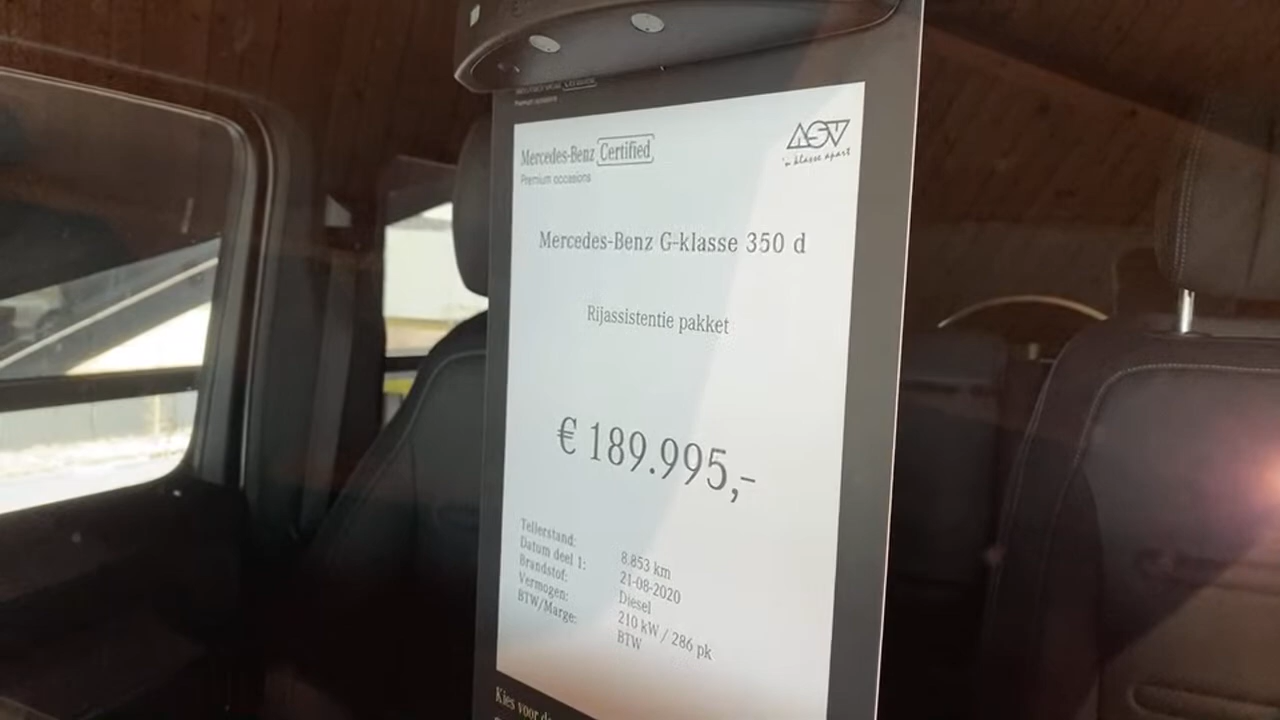 Premium occasions
Mercedes-Benz Certified
Premium occasions
ASV
'n klasse apart
Mercedes-Benz G-klasse 350 d
Rijassistentie pakket
€ 189.995,-
Tellerstand: 8.853 km
Datum deel 1: 21-08-2020
Brandstof: Diesel
Vermogen: 210 kW / 286 pk
BTW/Marge: BTW
Kies voor